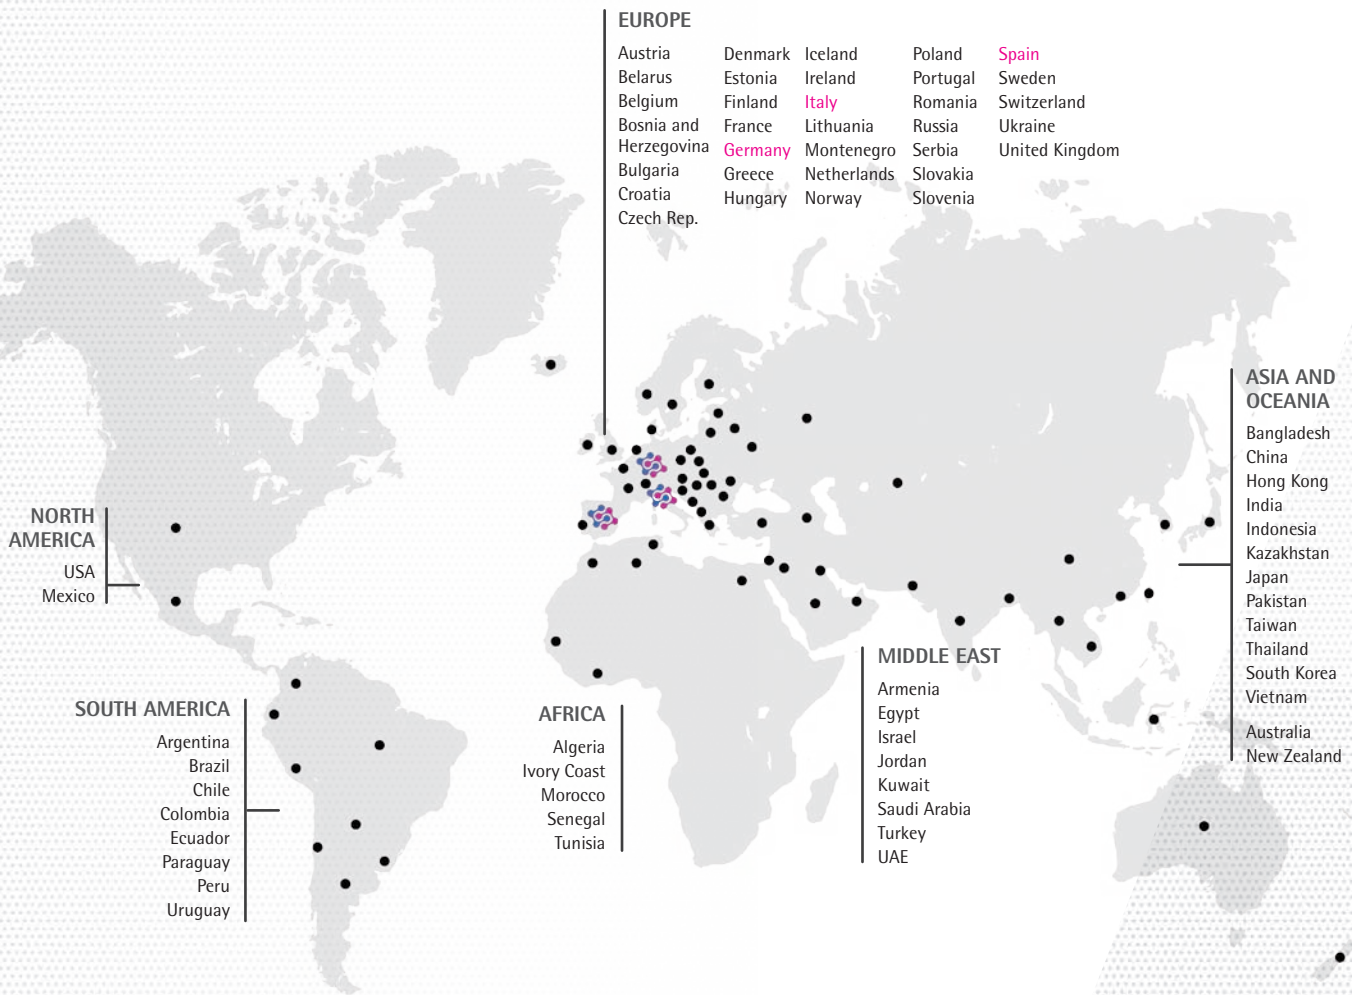 EUROPE
Austria
Belarus
Belgium
Bosnia and
Herzegovina
Bulgaria
Croatia
Czech Rep.
Denmark
Estonia
Finland
France
Germany
Greece
Hungary
Iceland
Ireland
Italy
Lithuania
Montenegro
Netherlands
Norway
Poland
Portugal
Romania
Russia
Serbia
Slovakia
Slovenia
Spain
Sweden
Switzerland
Ukraine
United Kingdom
ASIA AND
OCEANIA
Bangladesh
China
Hong Kong
India
Indonesia
Kazakhstan
Japan
Pakistan
Taiwan
Thailand
South Korea
Vietnam
Australia
New Zealand
NORTH
AMERICA
USA
Mexico
SOUTH AMERICA
Argentina
Brazil
Chile
Colombia
Ecuador
Paraguay
Peru
Uruguay
AFRICA
Algeria
Ivory Coast
Morocco
Senegal
Tunisia
MIDDLE EAST
Armenia
Egypt
Israel
Jordan
Kuwait
Saudi Arabia
Turkey
UAE